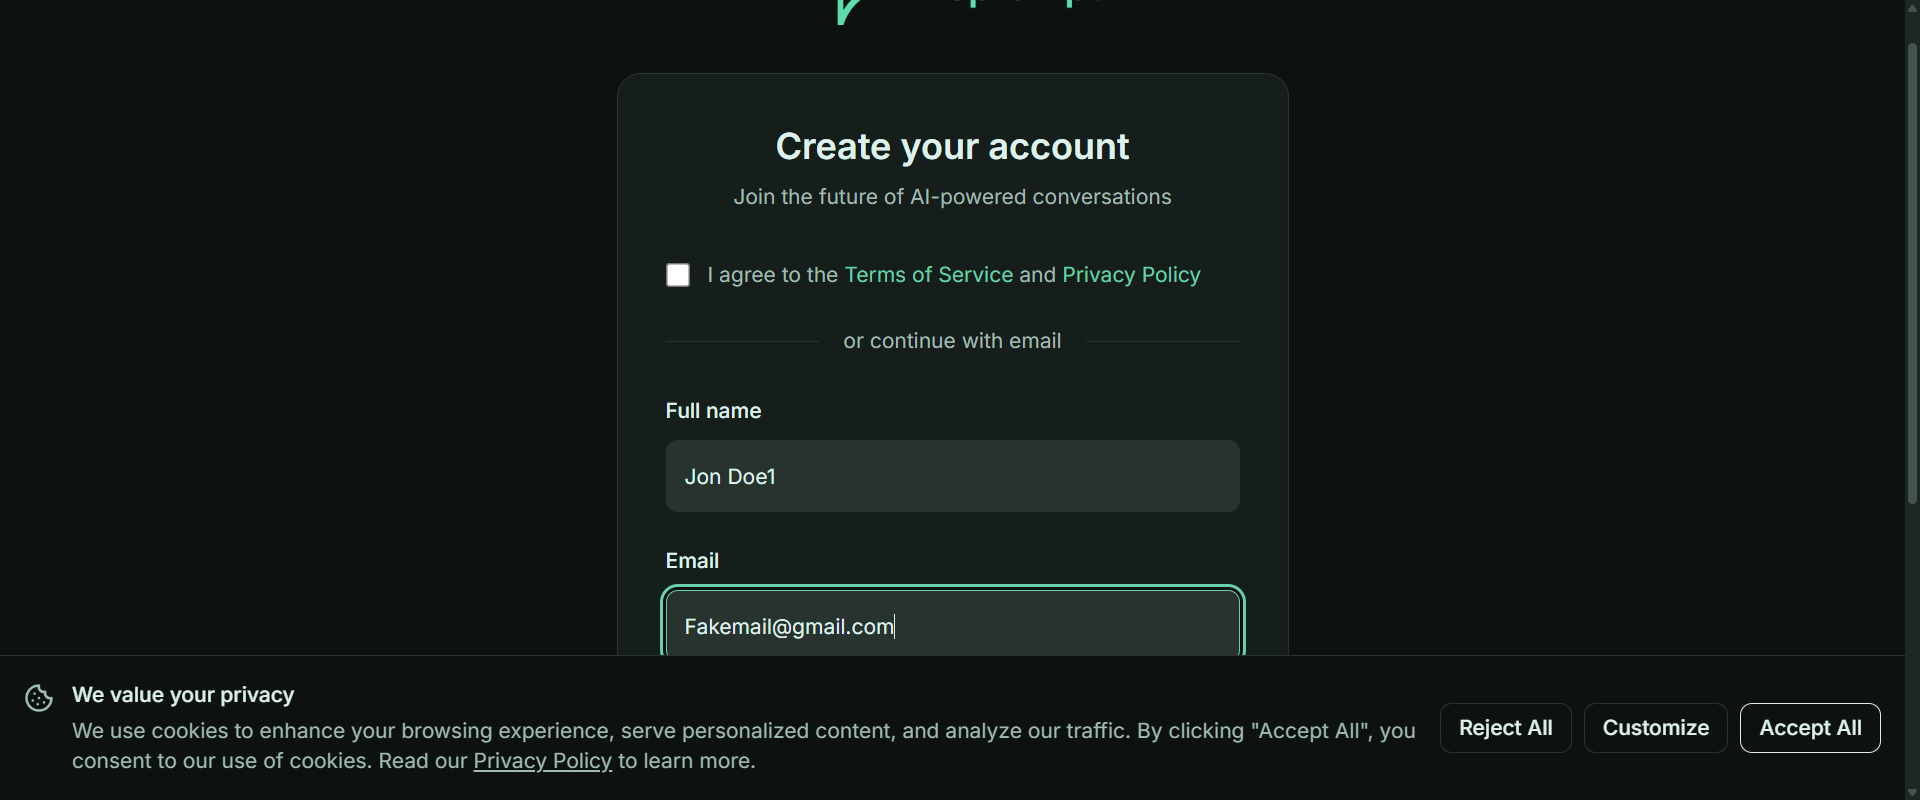 Create your account
Join the future of AI-powered conversations
I agree to the Terms of Service and Privacy Policy
or continue with email
Full name
Jon Doe1
Email
Fakemail@gmail.com
We value your privacy
We use cookies to enhance your browsing experience, serve personalized content, and analyze our traffic. By clicking "Accept All", you
consent to our use of cookies. Read our Privacy Policy to learn more.
Reject All
Customize
Accept All